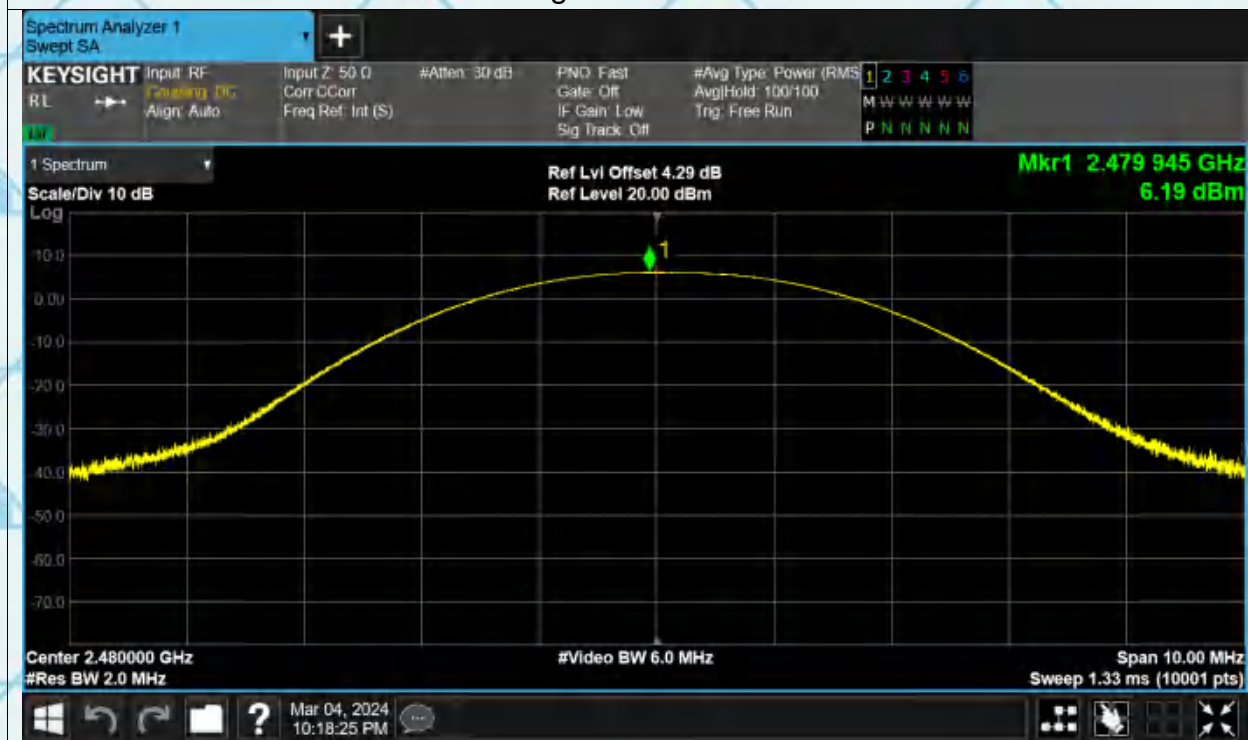 Spectrum Analyzer 1
Swept SA
+
KEYSIGHT
RL
Input: RF
Coupling: DC
Align: Auto
Input Z: 50 Ω
Corr CCorr
Freq Ref: Int (S)
#Atten: 30 dB
PNO: Fast
Gate: Off
IF Gain: Low
Sig Track: Off
#Avg Type: Power (RMS
Avg|Hold: 100/100
Trig: Free Run
1 2 3 4 5 6
M W W W W W
P N N N N N
1 Spectrum
Scale/Div 10 dB
Log
Ref Lvl Offset 4.29 dB
Ref Level 20.00 dBm
Mkr1 2.479 945 GHz
6.19 dBm
1
10.0
0.00
-10.0
-20.0
-30.0
-40.0
-50.0
-60.0
-70.0
Center 2.480000 GHz
#Res BW 2.0 MHz
#Video BW 6.0 MHz
Span 10.00 MHz
Sweep 1.33 ms (10001 pts)
?
Mar 04, 2024
10:18:25 PM